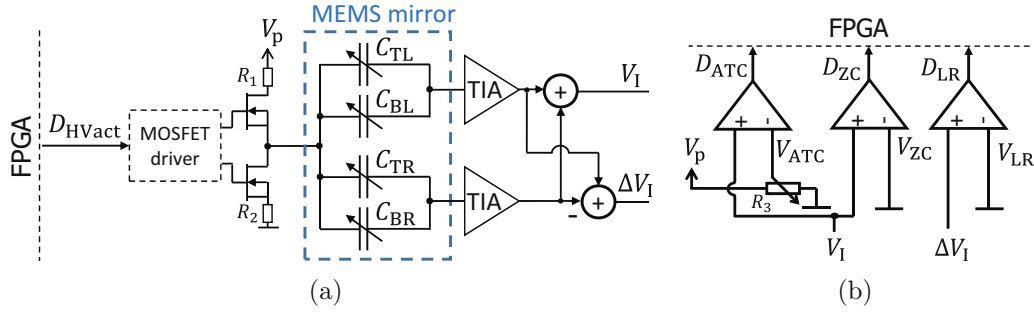 MEMS mirror
V_p
R_1
C_TL
TIA
V_I
+
C_BL
D_HVact
MOSFET
driver
FPGA
C_TR
TIA
ΔV_I
+
-
R_2
C_BR
(a)
FPGA
D_ATC
D_ZC
D_LR
+ -
+ -
+ -
V_p
V_ATC
V_ZC
V_LR
R_3
V_I
ΔV_I
(b)